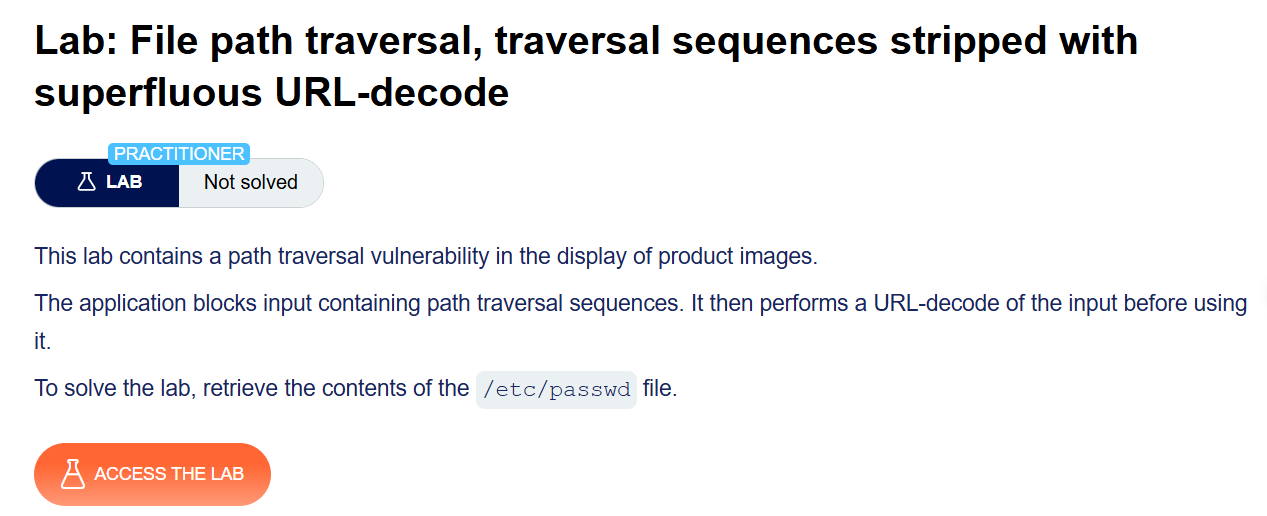 Lab: File path traversal, traversal sequences stripped with
superfluous URL-decode
PRACTITIONER
LAB
Not solved
This lab contains a path traversal vulnerability in the display of product images.
The application blocks input containing path traversal sequences. It then performs a URL-decode of the input before using
it.
To solve the lab, retrieve the contents of the /etc/passwd file.
ACCESS THE LAB